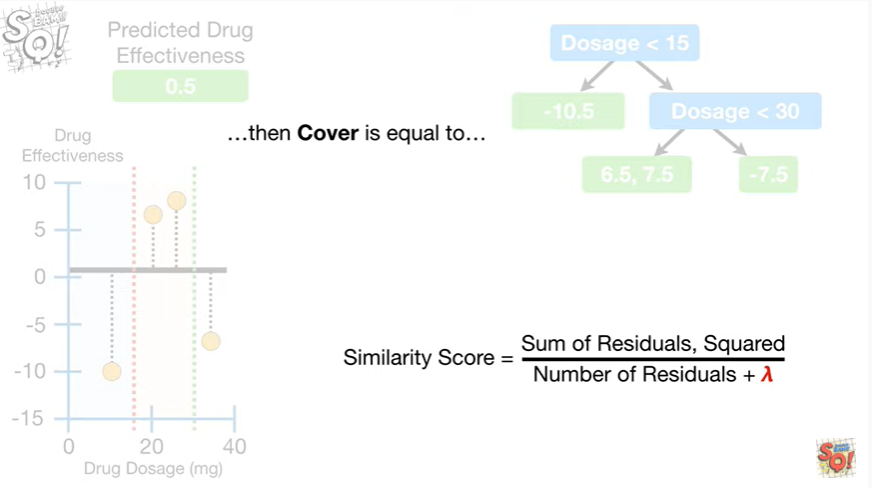 StatQuest!
Predicted Drug
Effectiveness
0.5
Dosage < 15
-10.5
Dosage < 30
6.5, 7.5
-7.5
…then Cover is equal to…
Drug
Effectiveness
10
5
0
-5
-10
-15
0 20 40
Drug Dosage (mg)
Similarity Score = Sum of Residuals, Squared
Number of Residuals + λ
SQ!